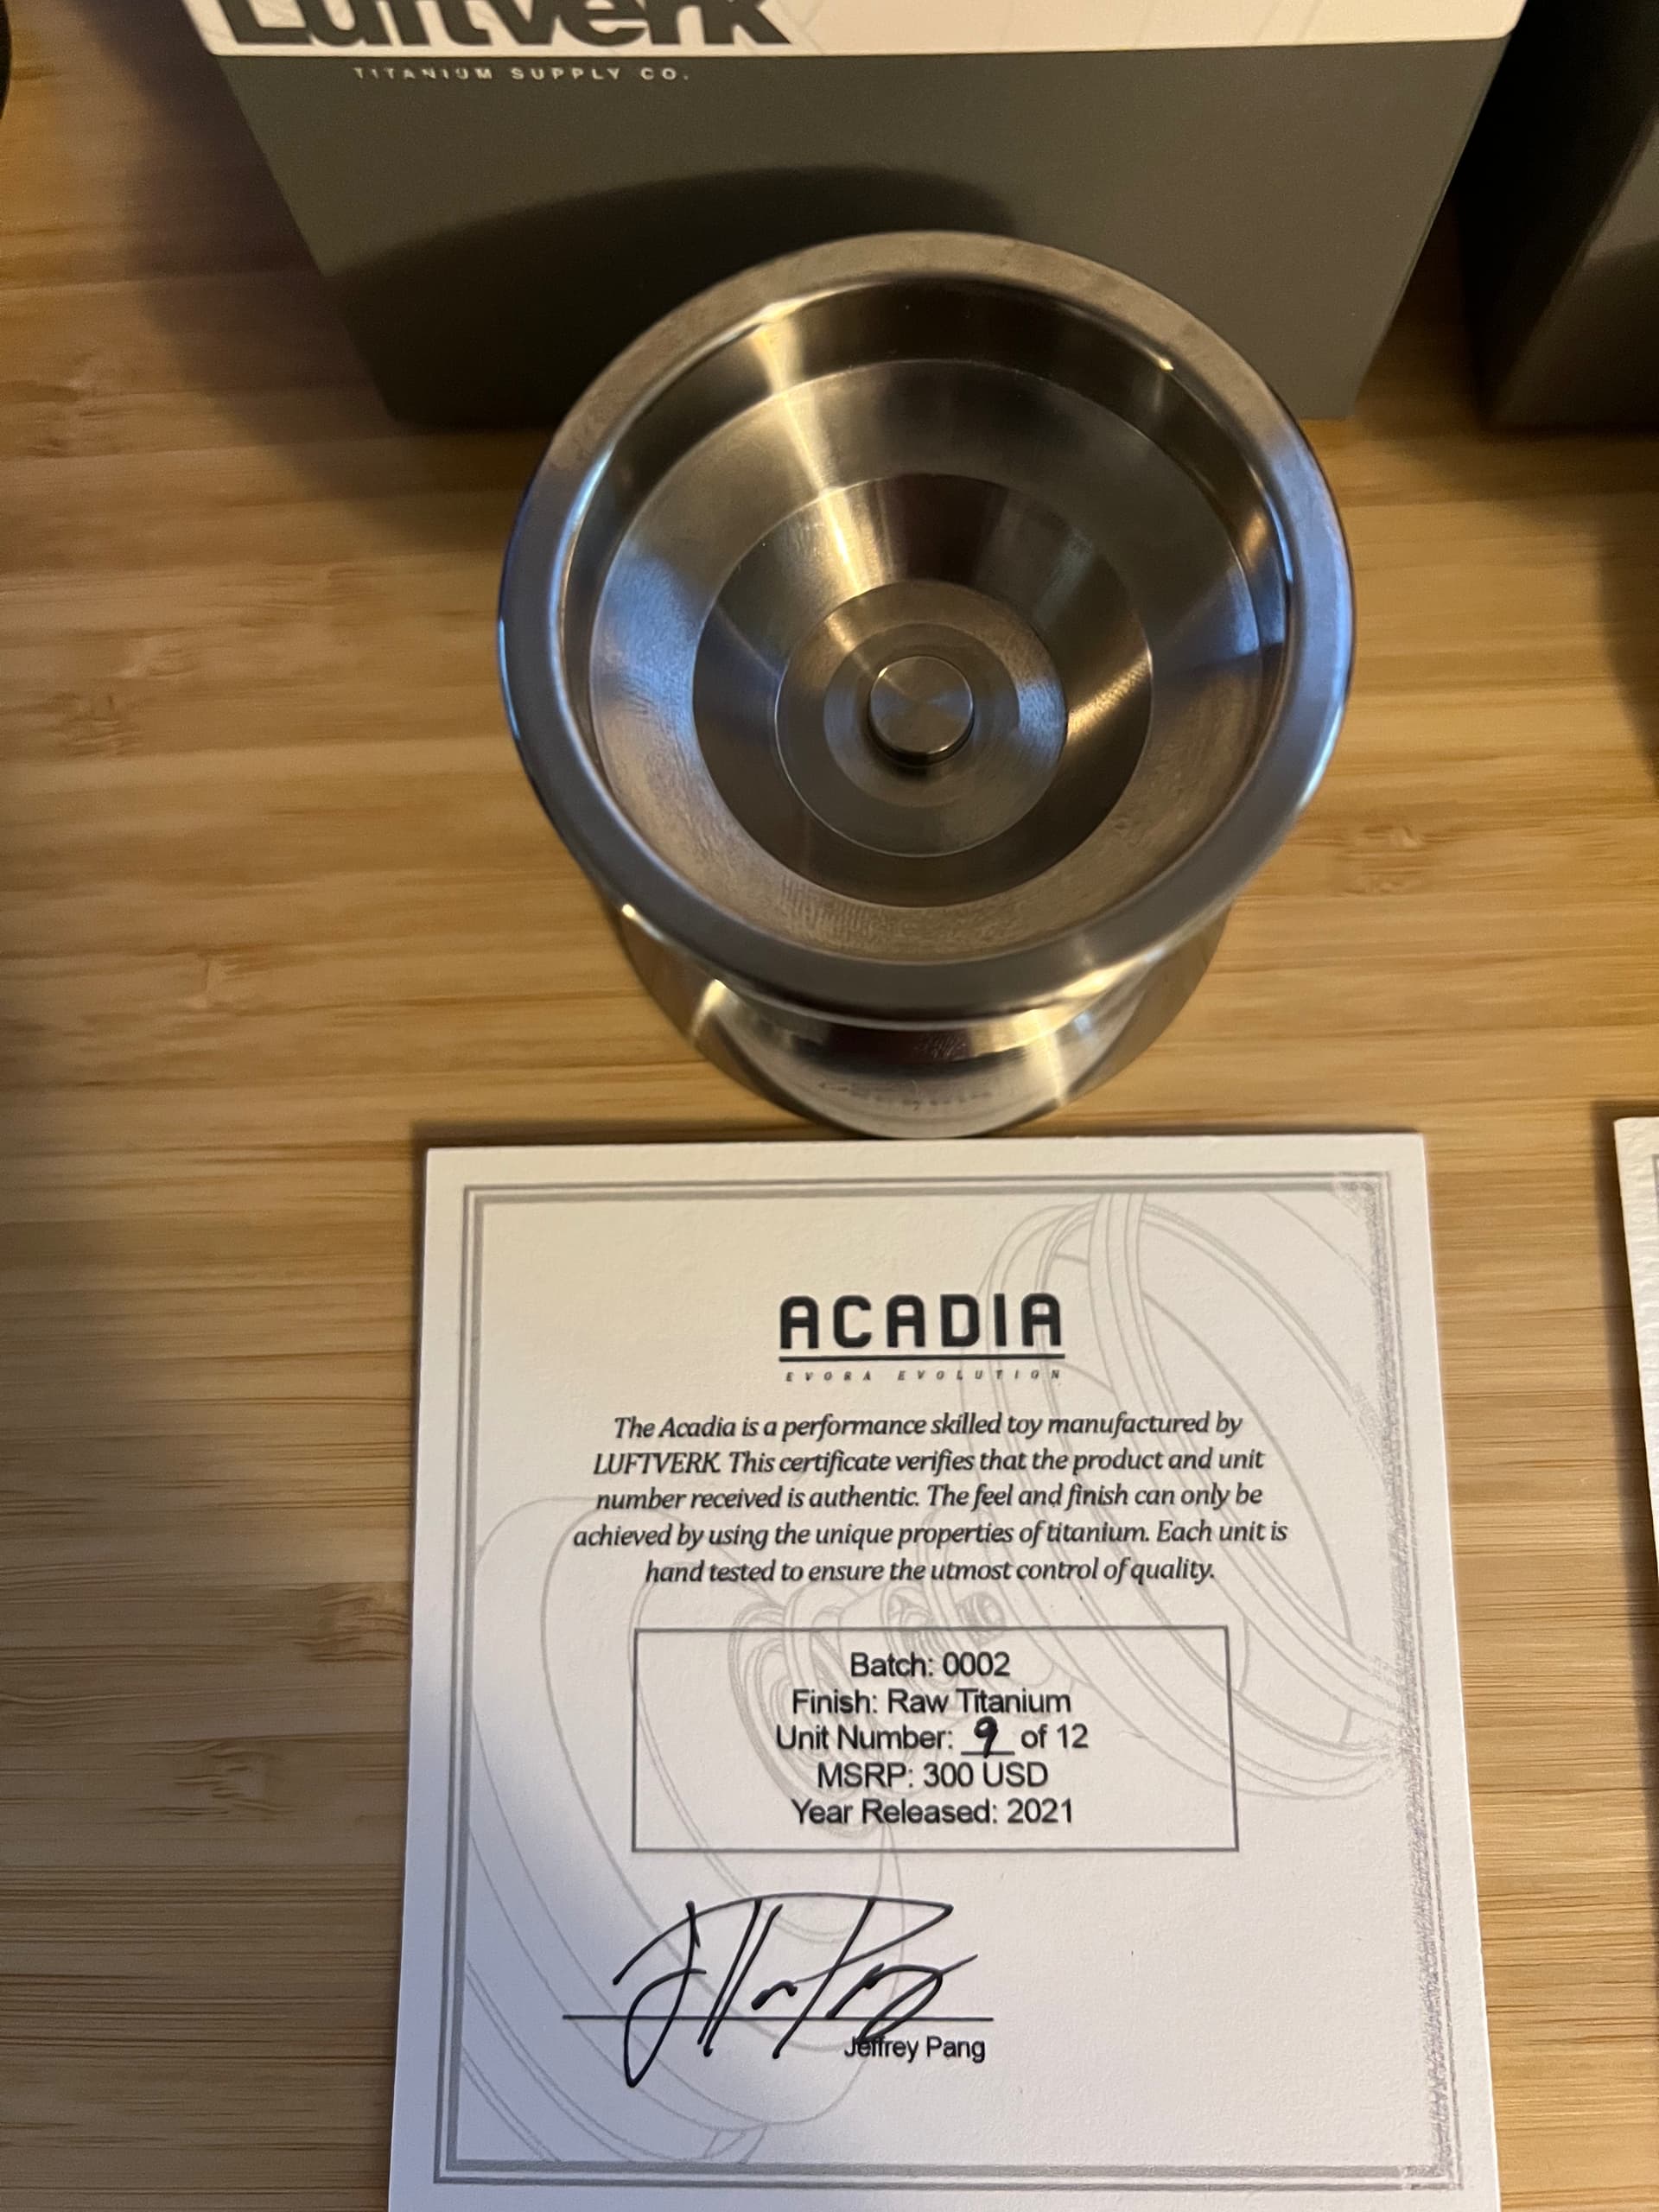 Luftverk
TITANIUM SUPPLY CO.
ACADIA
EVORA EVOLUTION
The Acadia is a performance skilled toy manufactured by
LUFTVERK. This certificate verifies that the product and unit
number received is authentic. The feel and finish can only be
achieved by using the unique properties of titanium. Each unit is
hand tested to ensure the utmost control of quality.
Batch: 0002
Finish: Raw Titanium
Unit Number: 9 of 12
MSRP: 300 USD
Year Released: 2021
Jeffrey Pang